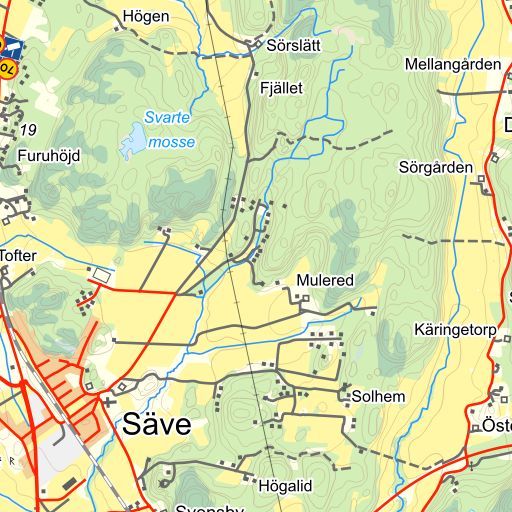 Högen
Sörslätt
Mellangården
Fjället
Svarte
mosse
19
Furuhöjd
Sörgården
Tofter
Mulered
Käringetorp
Solhem
Säve
Högalid